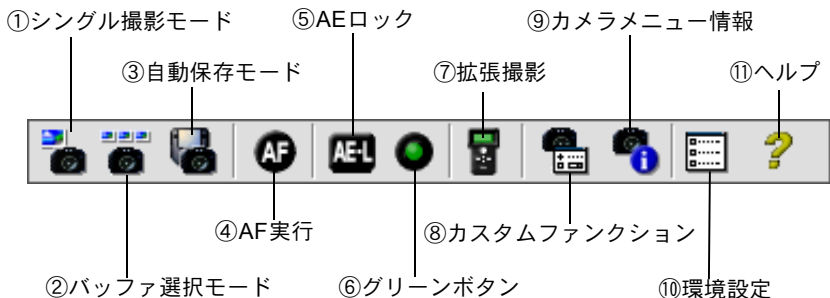 ①シングル撮影モード
⑤AEロック
⑨カメラメニュー情報
③自動保存モード
⑦拡張撮影
⑪ヘルプ
AF
AE-L
④AF実行
⑧カスタムファンクション
②バッファ選択モード
⑥グリーンボタン
⑩環境設定